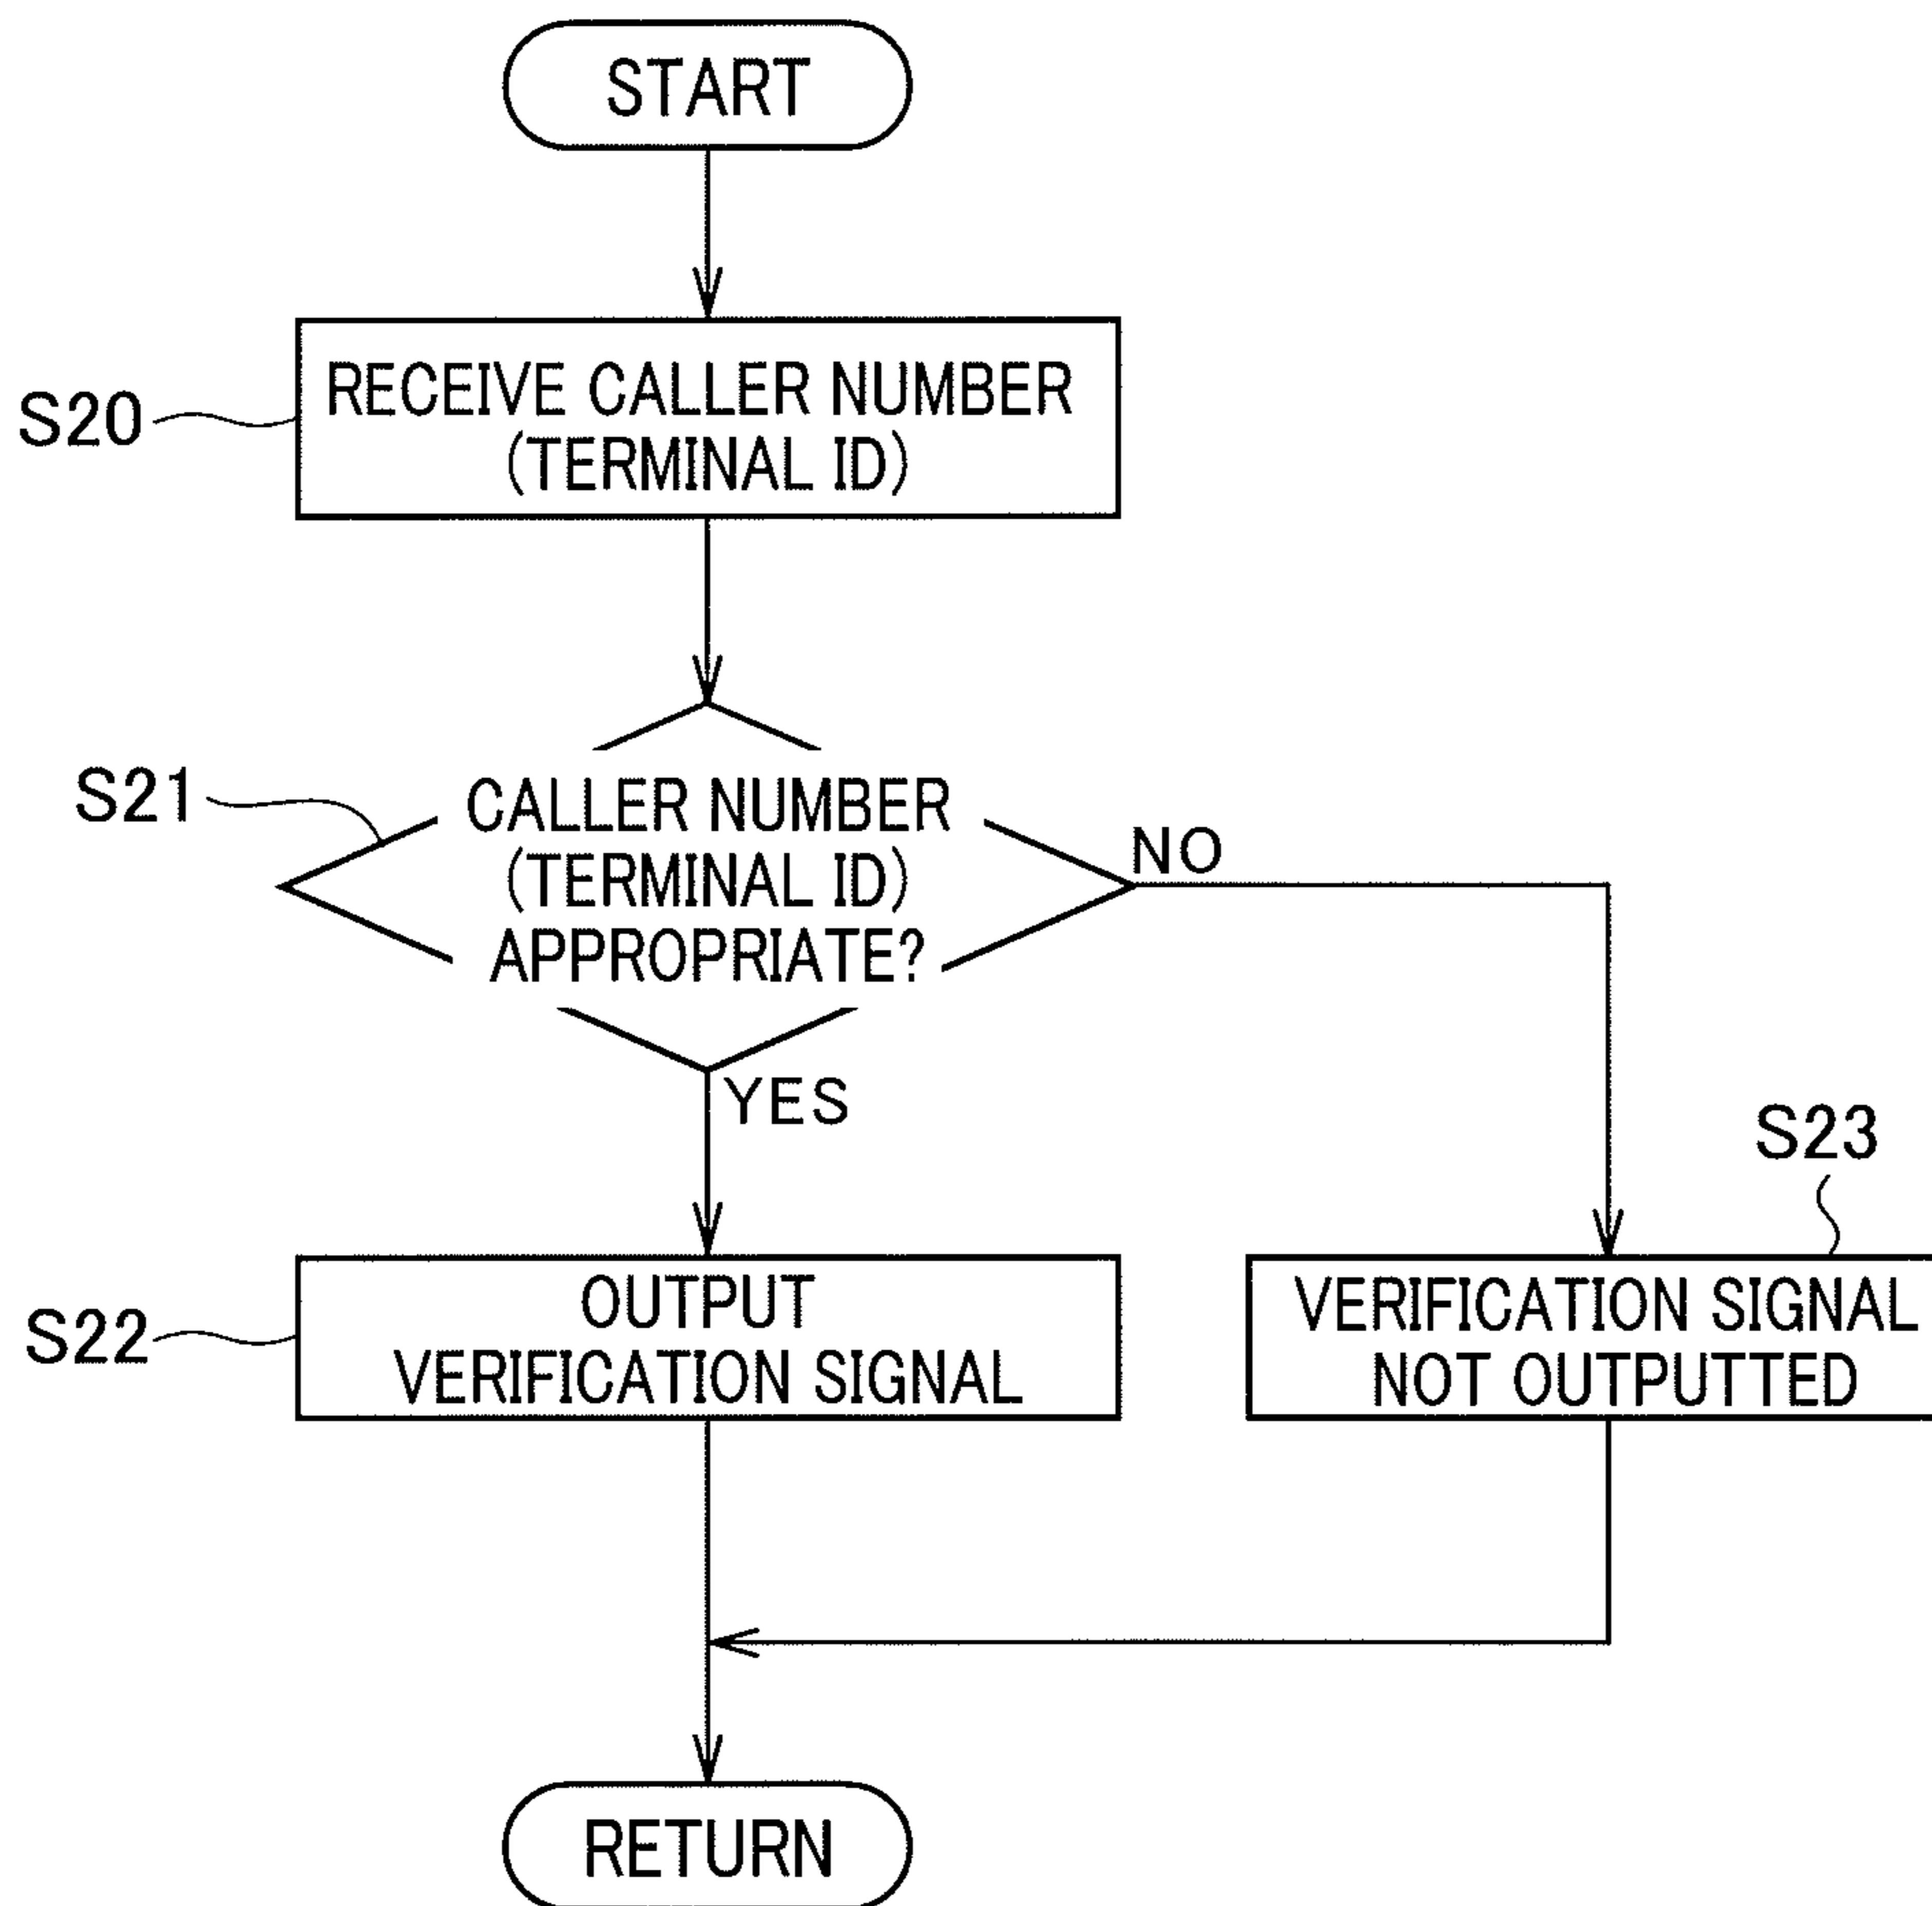 START
S20
RECEIVE CALLER NUMBER
(TERMINAL ID)
S21
CALLER NUMBER
(TERMINAL ID)
APPROPRIATE?
NO
YES
S22
OUTPUT
VERIFICATION SIGNAL
S23
VERIFICATION SIGNAL
NOT OUTPUTTED
RETURN